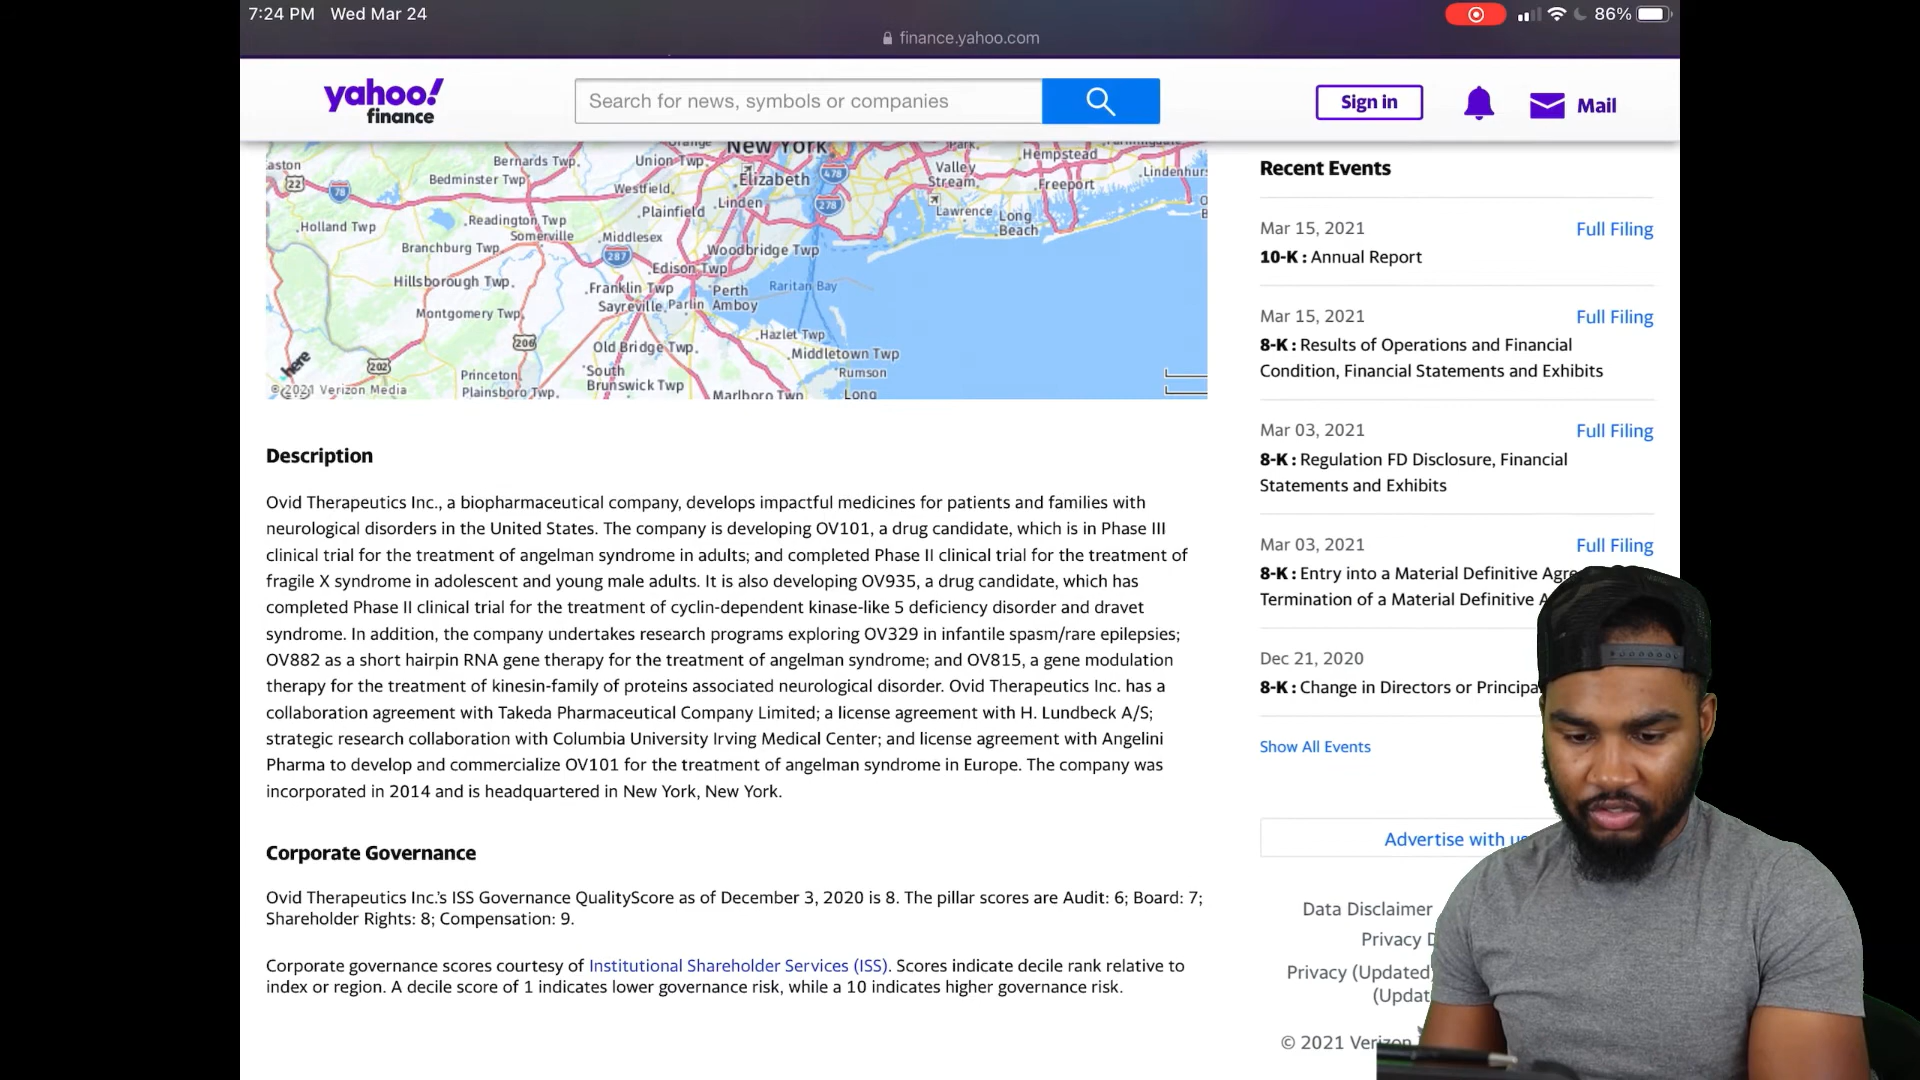 7:24 PM Wed Mar 24
86%
finance.yahoo.com
yahoo!
finance
Search for news, symbols or companies
Sign in
Mail
New York
Bernards Twp.
Union Twp.
Park,
Hempstead
22
78
Bedminster Twp
Elizabeth
478
Valley
Stream
Freeport
Westfield,
Linden
278
Plainfield
Lawrence
Long
Beach
Holland Twp
Readington Twp
Somerville
Middlesex
Branchburg Twp
287
Woodbridge Twp
Edison Twp
Hillsborough Twp.
Franklin Twp
Perth
Amboy
Raritan Bay
Sayreville
Parlin
Montgomery Twp
206
Hazlet Twp
Old Bridge Twp.
Middletown Twp
here
202
Princeton
South
Brunswick Twp
Rumson
© 2021 Verizon Media
Plainsboro Twp.
Marlboro Twp
Long
Description
Ovid Therapeutics Inc., a biopharmaceutical company, develops impactful medicines for patients and families with
neurological disorders in the United States. The company is developing OV101, a drug candidate, which is in Phase III
clinical trial for the treatment of angelman syndrome in adults; and completed Phase II clinical trial for the treatment of
fragile X syndrome in adolescent and young male adults. It is also developing OV935, a drug candidate, which has
completed Phase II clinical trial for the treatment of cyclin-dependent kinase-like 5 deficiency disorder and dravet
syndrome. In addition, the company undertakes research programs exploring OV329 in infantile spasm/rare epilepsies;
OV882 as a short hairpin RNA gene therapy for the treatment of angelman syndrome; and OV815, a gene modulation
therapy for the treatment of kinesin-family of proteins associated neurological disorder. Ovid Therapeutics Inc. has a
collaboration agreement with Takeda Pharmaceutical Company Limited; a license agreement with H. Lundbeck A/S;
strategic research collaboration with Columbia University Irving Medical Center; and license agreement with Angelini
Pharma to develop and commercialize OV101 for the treatment of angelman syndrome in Europe. The company was
incorporated in 2014 and is headquartered in New York, New York.
Corporate Governance
Ovid Therapeutics Inc.'s ISS Governance QualityScore as of December 3, 2020 is 8. The pillar scores are Audit: 6; Board: 7;
Shareholder Rights: 8; Compensation: 9.
Corporate governance scores courtesy of Institutional Shareholder Services (ISS). Scores indicate decile rank relative to
index or region. A decile score of 1 indicates lower governance risk, while a 10 indicates higher governance risk.
Recent Events
Mar 15, 2021 Full Filing
10-K : Annual Report
Mar 15, 2021 Full Filing
8-K : Results of Operations and Financial
Condition, Financial Statements and Exhibits
Mar 03, 2021 Full Filing
8-K : Regulation FD Disclosure, Financial
Statements and Exhibits
Mar 03, 2021 Full Filing
8-K : Entry into a Material Definitive Agre
Termination of a Material Definitive A
Dec 21, 2020
8-K : Change in Directors or Principa
Show All Events
Advertise with us
Data Disclaimer
Privacy D
Privacy (Updated)
(Updat
© 2021 Verizon